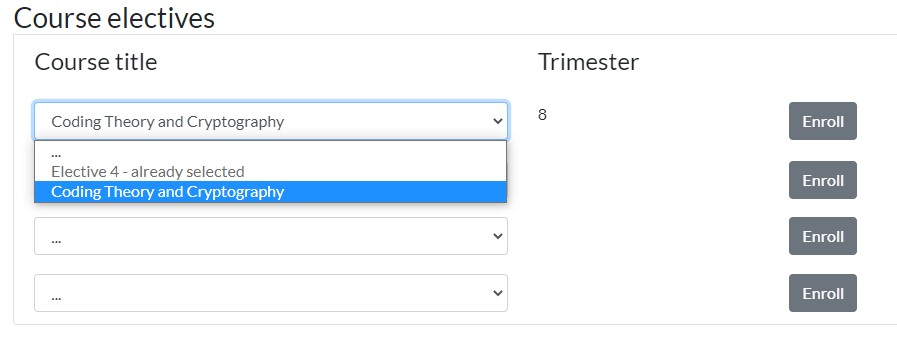 Course electives
Course title Trimester
Coding Theory and Cryptography 8 Enroll
...
Elective 4 - already selected Enroll
Coding Theory and Cryptography
... Enroll
... Enroll